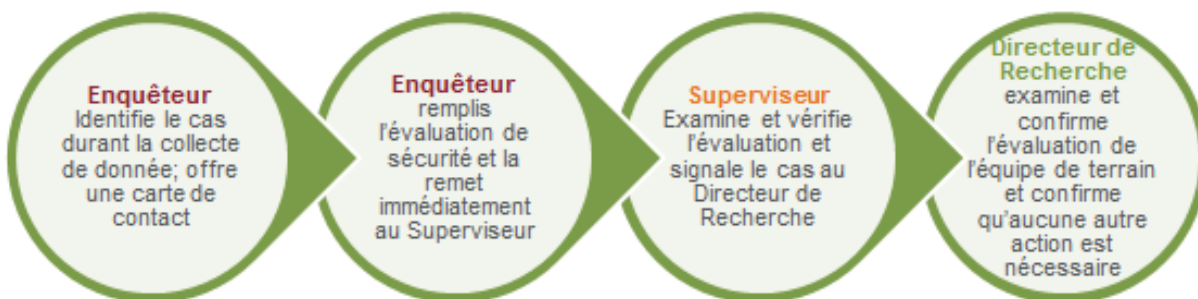 Enquêteur
Identifie le cas
durant la collecte
de donnée; offre
une carte de
contact
Enquêteur
remplis
l'évaluation de
sécurité et la
remet
immédiatement
au Superviseur
Superviseur
Examine et vérifie
l'évaluation et
signale le cas au
Directeur de
Recherche
Directeur de
Recherche
examine et
confirme
l'évaluation de
l'équipe de terrain
et confirme
qu'aucune autre
action est
nécessaire